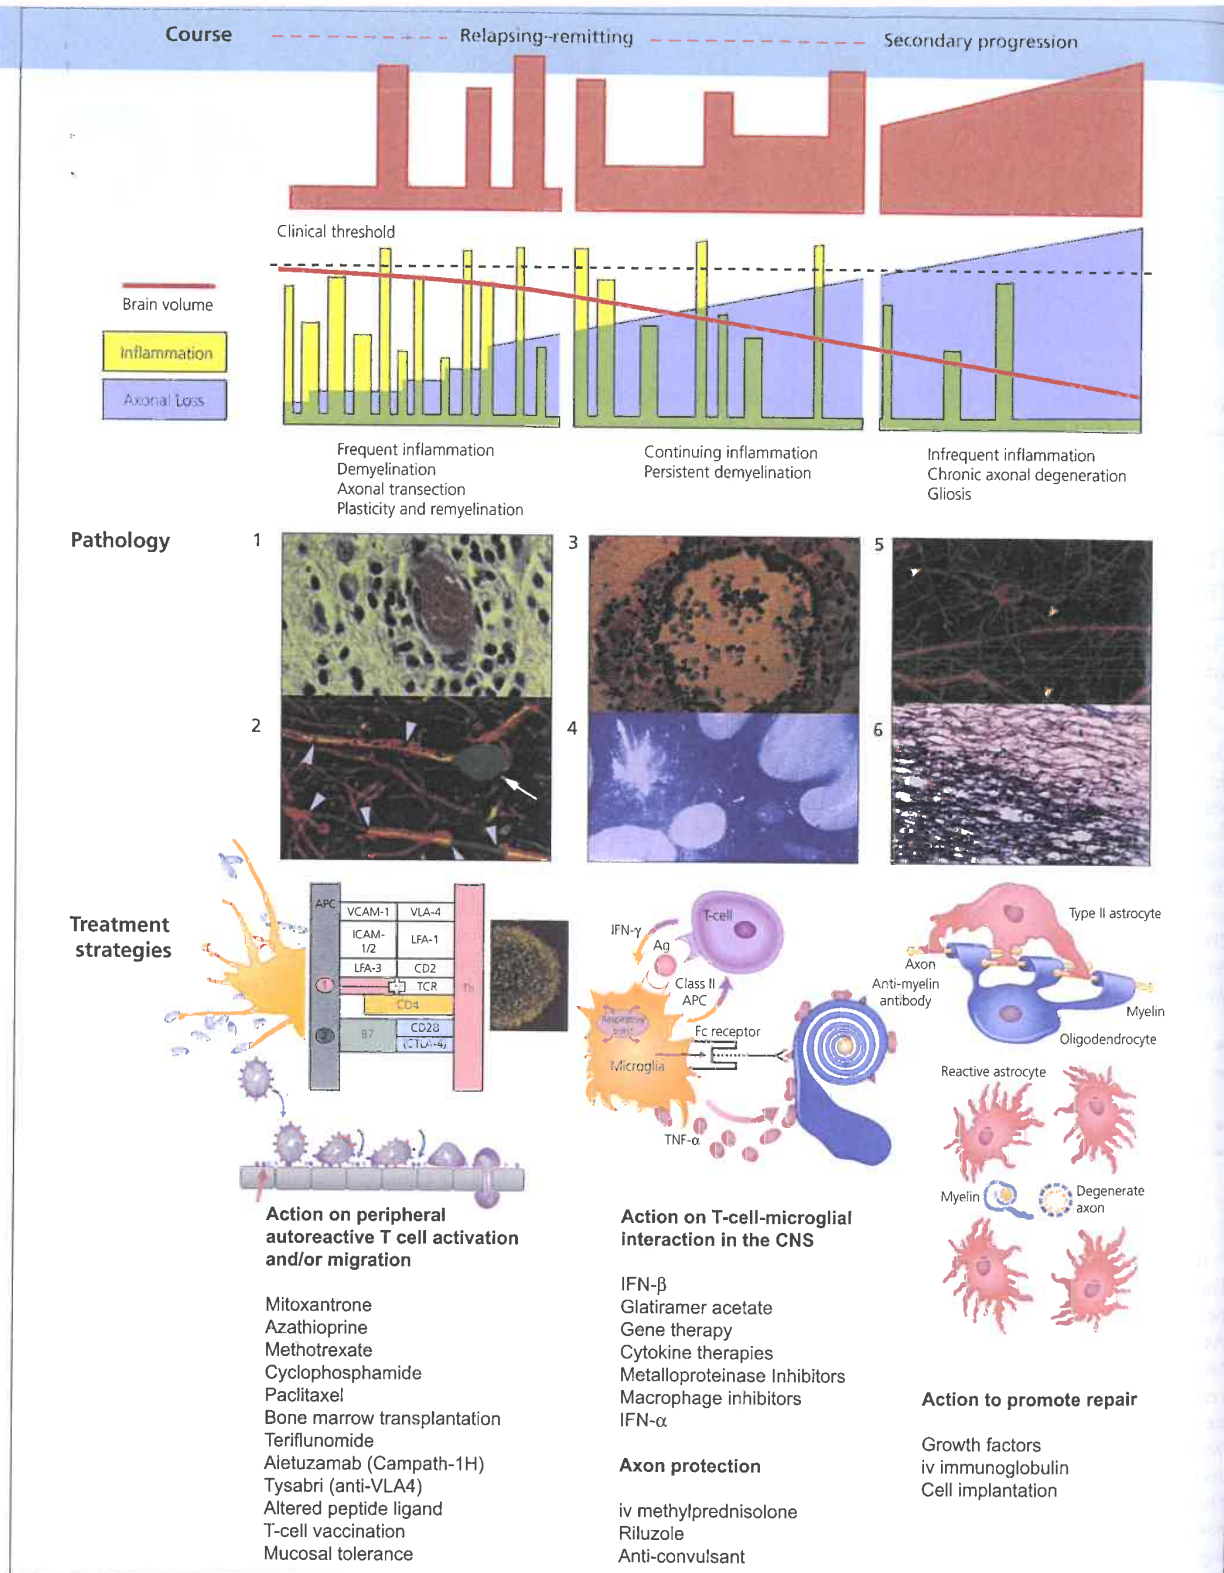 Course
Relapsing–remitting
Secondary progression
Clinical threshold
Brain volume
Inflammation
Axonal Loss
Frequent inflammation
Demyelination
Axonal transection
Plasticity and remyelination
Continuing inflammation
Persistent demyelination
Infrequent inflammation
Chronic axonal degeneration
Gliosis
Pathology
1
3
5
2
4
6
Treatment
strategies
APC
VCAM-1
VLA-4
ICAM-
1/2
LFA-1
LFA-3
CD2
1
TCR
Th
CD4
B7
CD28
(CTLA-4)
T-cell
IFN-γ
Ag
Class II
APC
Respiratory
burst
Fc receptor
Microglia
TNF-α
Type II astrocyte
Axon
Anti-myelin
antibody
Myelin
Oligodendrocyte
Reactive astrocyte
Myelin
Degenerate
axon
Action on peripheral
autoreactive T cell activation
and/or migration
Mitoxantrone
Azathioprine
Methotrexate
Cyclophosphamide
Paclitaxel
Bone marrow transplantation
Teriflunomide
Aletuzamab (Campath-1H)
Tysabri (anti-VLA4)
Altered peptide ligand
T-cell vaccination
Mucosal tolerance
Action on T-cell-microglial
interaction in the CNS
IFN-β
Glatiramer acetate
Gene therapy
Cytokine therapies
Metalloproteinase Inhibitors
Macrophage inhibitors
IFN-α
Axon protection
iv methylprednisolone
Riluzole
Anti-convulsant
Action to promote repair
Growth factors
iv immunoglobulin
Cell implantation